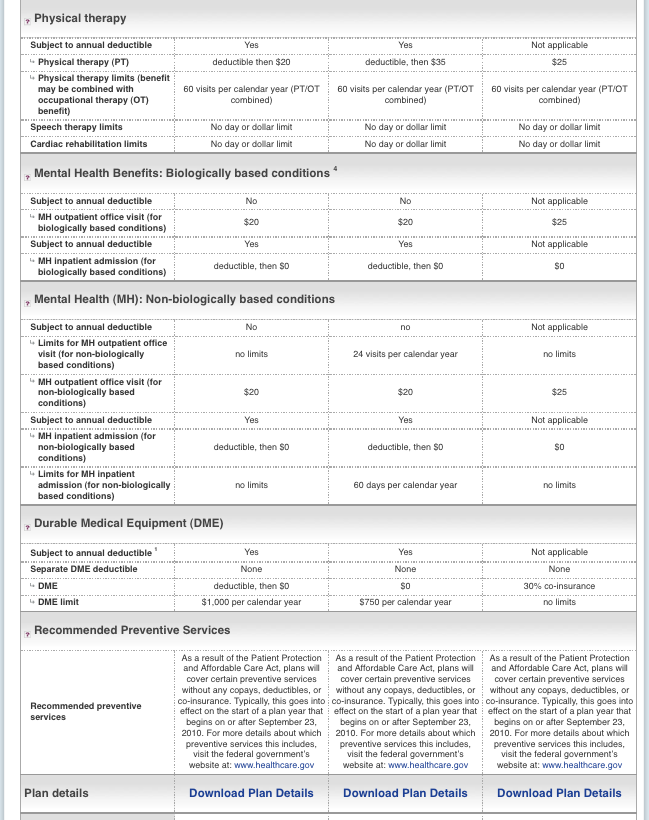 Physical therapy
Subject to annual deductible Yes Yes Not applicable
Physical therapy (PT) deductible then $20 deductible, then $35 $25
Physical therapy limits (benefit may be combined with occupational therapy (OT) benefit) 60 visits per calendar year (PT/OT combined) 60 visits per calendar year (PT/OT combined) 60 visits per calendar year (PT/OT combined)
Speech therapy limits No day or dollar limit No day or dollar limit No day or dollar limit
Cardiac rehabilitation limits No day or dollar limit No day or dollar limit No day or dollar limit
Mental Health Benefits: Biologically based conditions 4
Subject to annual deductible No No Not applicable
MH outpatient office visit (for biologically based conditions) $20 $20 $25
Subject to annual deductible Yes Yes Not applicable
MH inpatient admission (for biologically based conditions) deductible, then $0 deductible, then $0 $0
Mental Health (MH): Non-biologically based conditions
Subject to annual deductible No no Not applicable
Limits for MH outpatient office visit (for non-biologically based conditions) no limits 24 visits per calendar year no limits
MH outpatient office visit (for non-biologically based conditions) $20 $20 $25
Subject to annual deductible Yes Yes Not applicable
MH inpatient admission (for non-biologically based conditions) deductible, then $0 deductible, then $0 $0
Limits for MH inpatient admission (for non-biologically based conditions) no limits 60 days per calendar year no limits
Durable Medical Equipment (DME)
Subject to annual deductible 1 Yes Yes Not applicable
Separate DME deductible None None None
DME deductible, then $0 $0 30% co-insurance
DME limit $1,000 per calendar year $750 per calendar year no limits
Recommended Preventive Services
Recommended preventive services
As a result of the Patient Protection and Affordable Care Act, plans will cover certain preventive services without any copays, deductibles, or co-insurance. Typically, this goes into effect on the start of a plan year that begins on or after September 23, 2010. For more details about which preventive services this includes, visit the federal government's website at: www.healthcare.gov
As a result of the Patient Protection and Affordable Care Act, plans will cover certain preventive services without any copays, deductibles, or co-insurance. Typically, this goes into effect on the start of a plan year that begins on or after September 23, 2010. For more details about which preventive services this includes, visit the federal government's website at: www.healthcare.gov
As a result of the Patient Protection and Affordable Care Act, plans will cover certain preventive services without any copays, deductibles, or co-insurance. Typically, this goes into effect on the start of a plan year that begins on or after September 23, 2010. For more details about which preventive services this includes, visit the federal government's website at: www.healthcare.gov
Plan details Download Plan Details Download Plan Details Download Plan Details